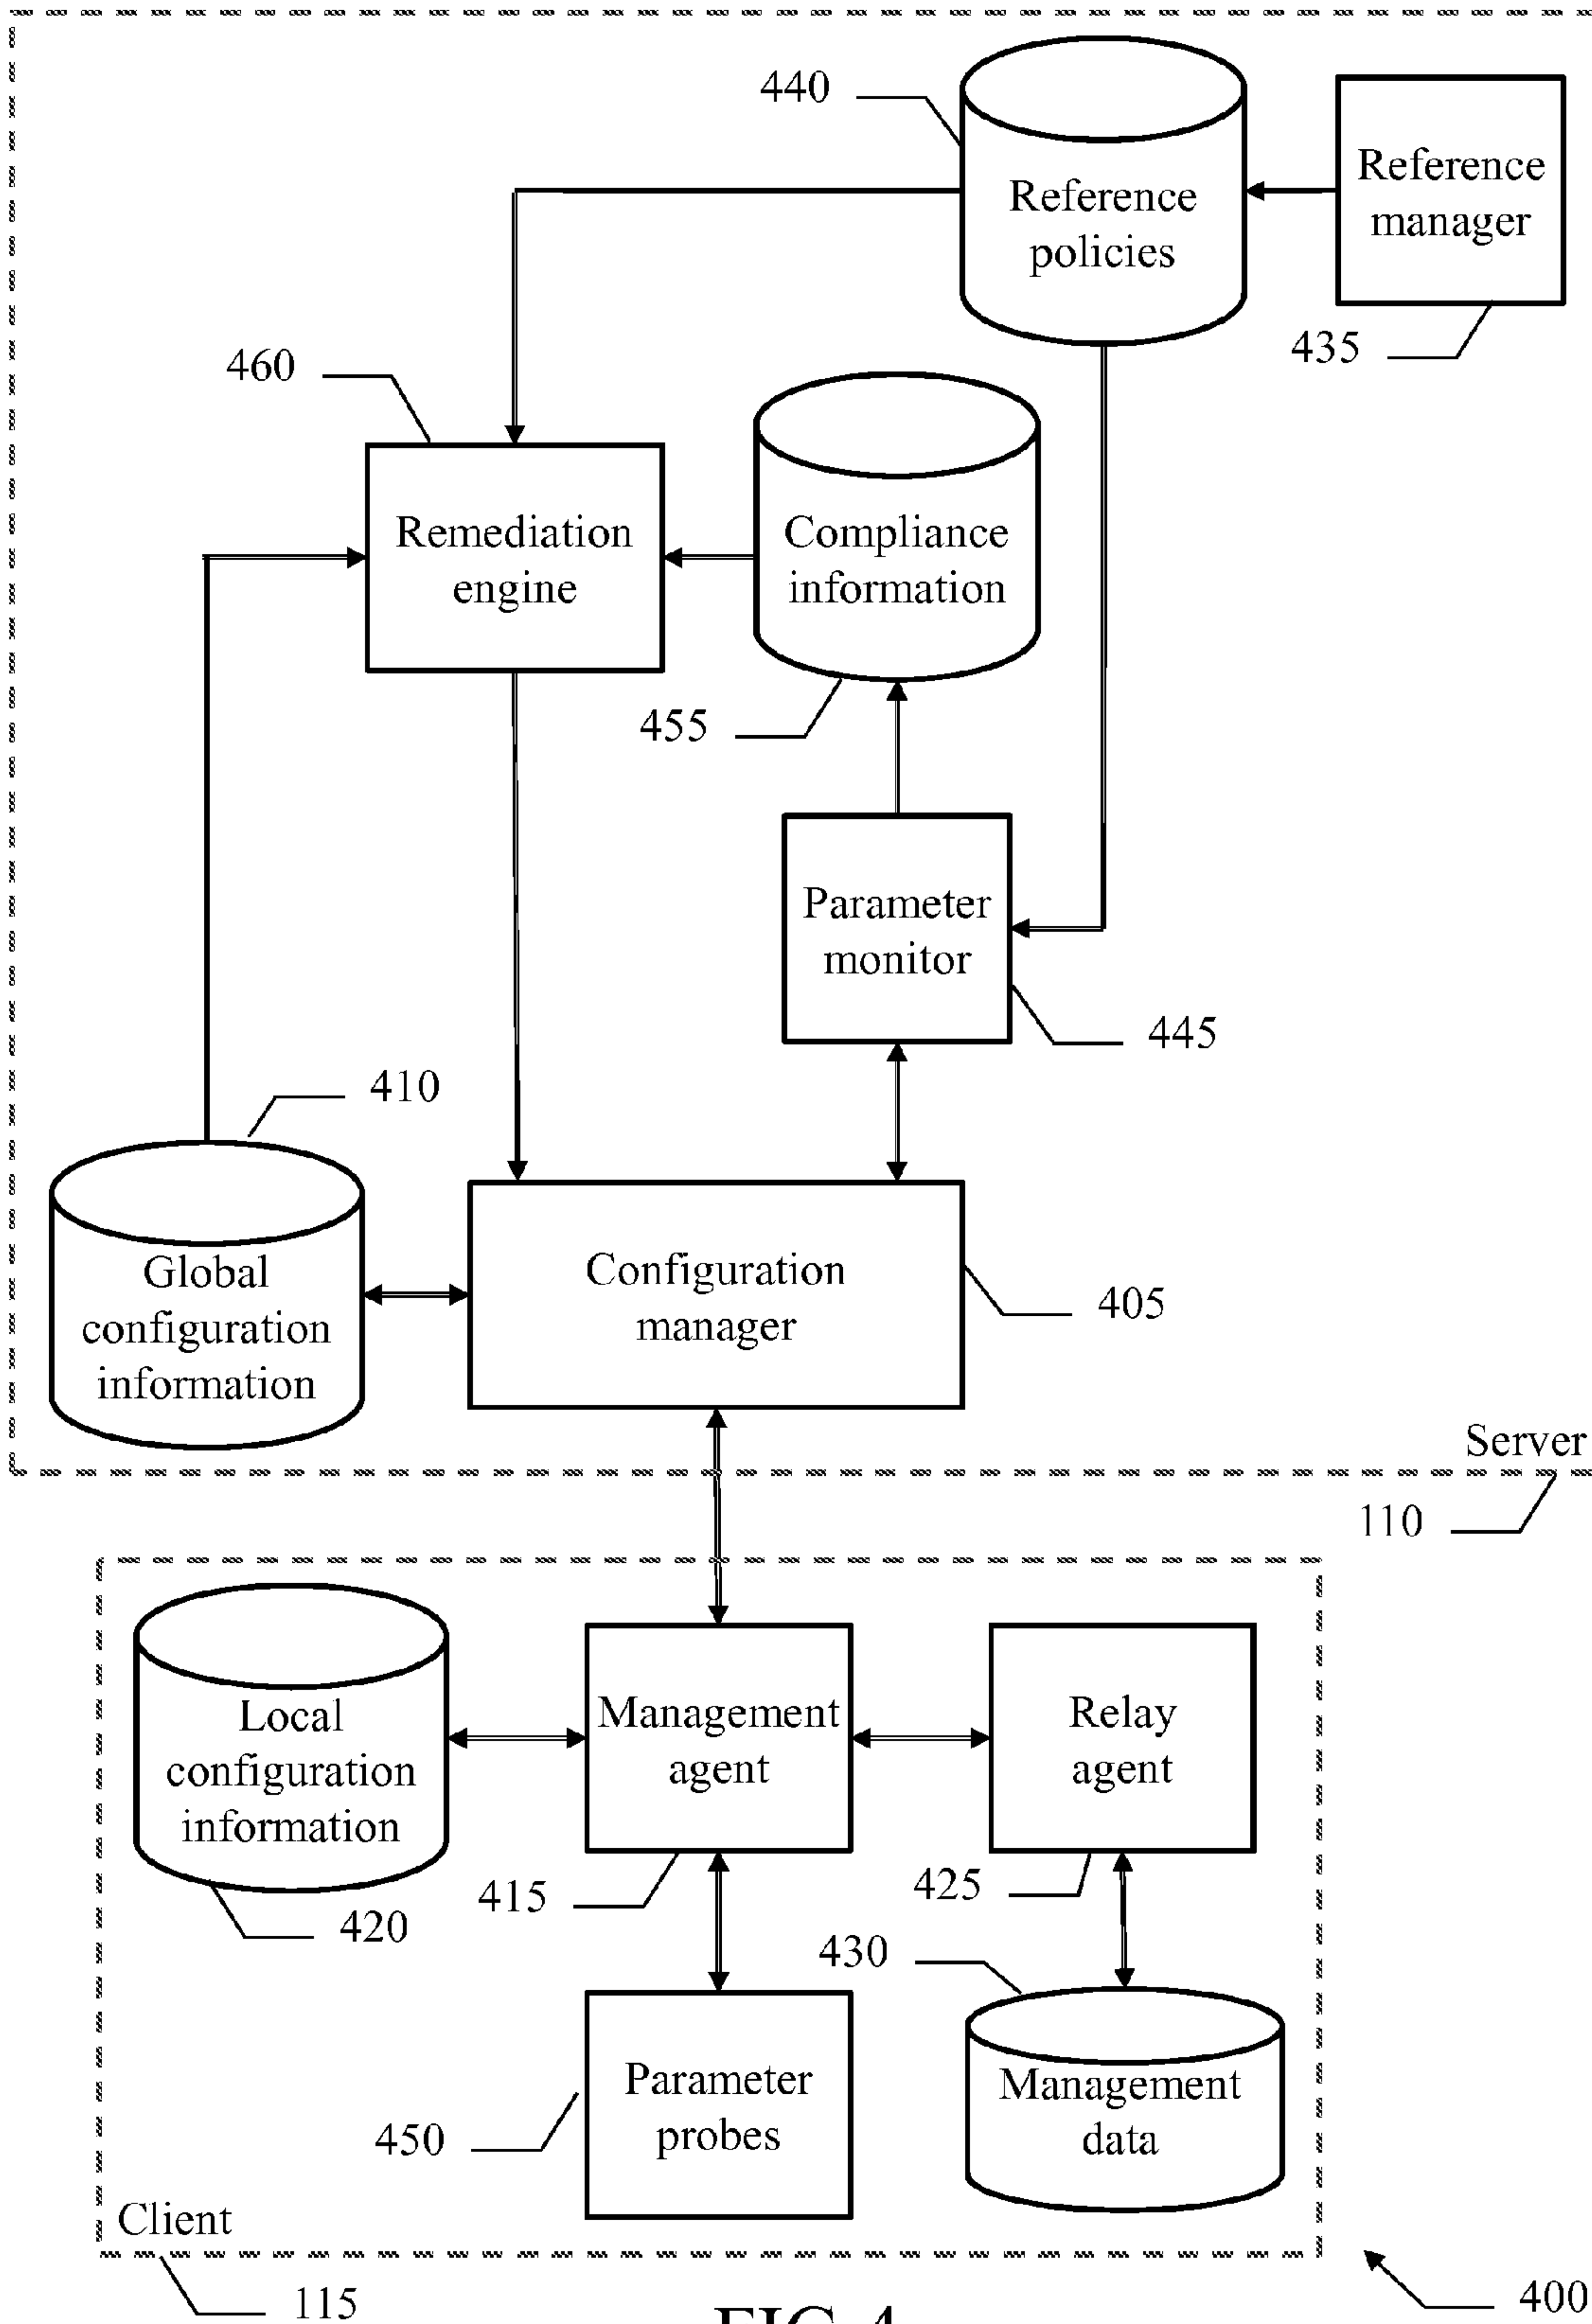 440
Reference
policies
Reference
manager
435
460
Remediation
engine
Compliance
information
455
Parameter
monitor
445
410
Global
configuration
information
Configuration
manager
405
Server
110
Local
configuration
information
Management
agent
Relay
agent
415
425
420
430
Parameter
probes
450
Management
data
Client
115
400
FIG.4